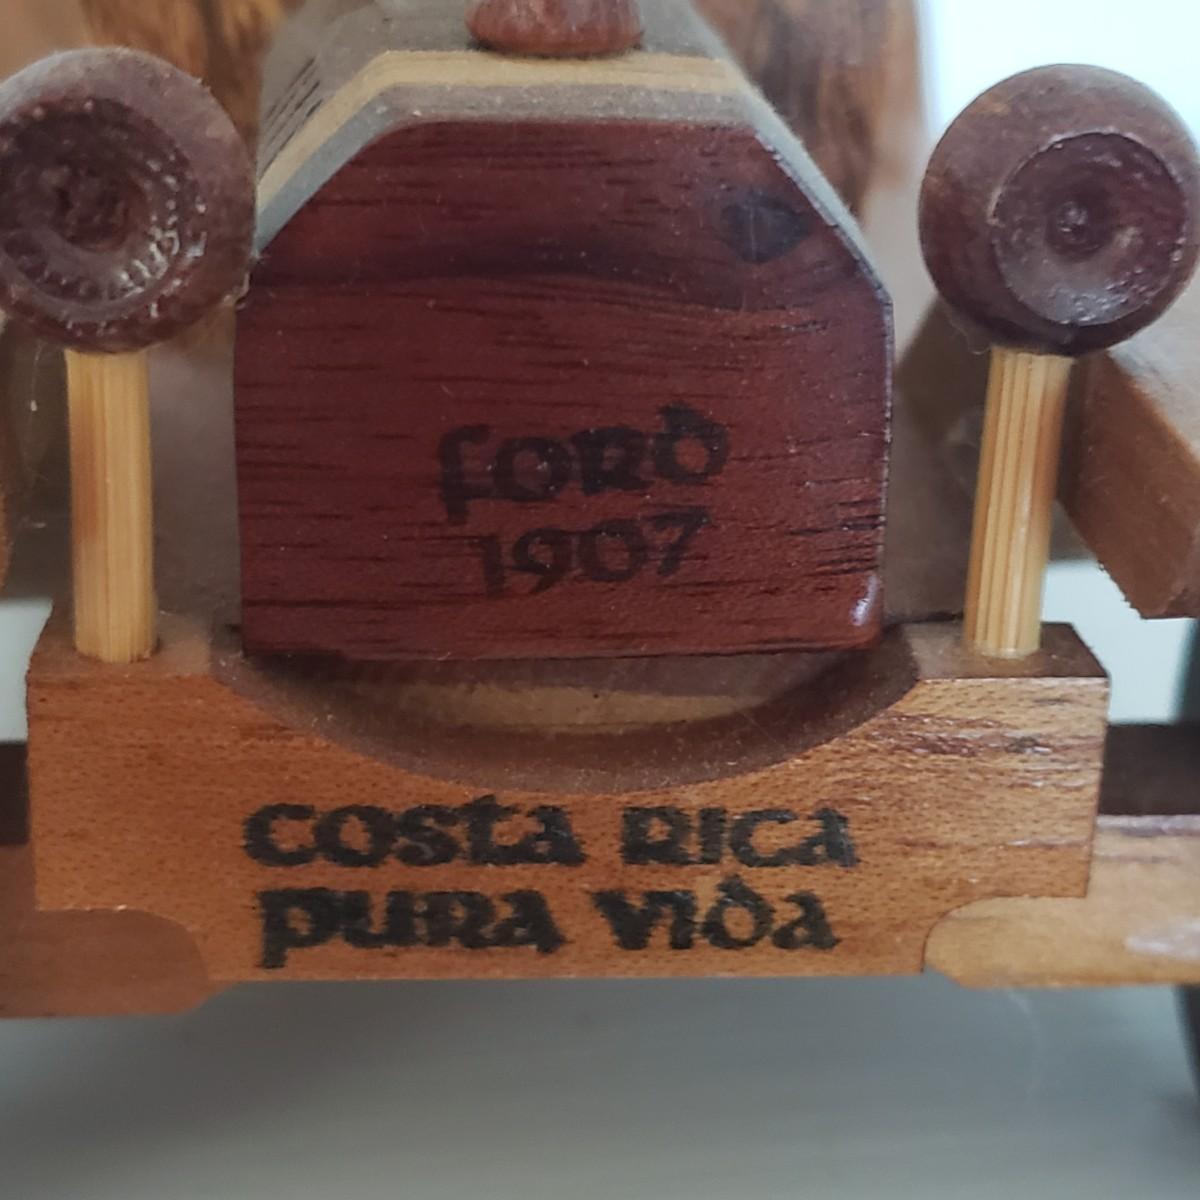 FORD
1907
COSTA RICA
PURA VIDA